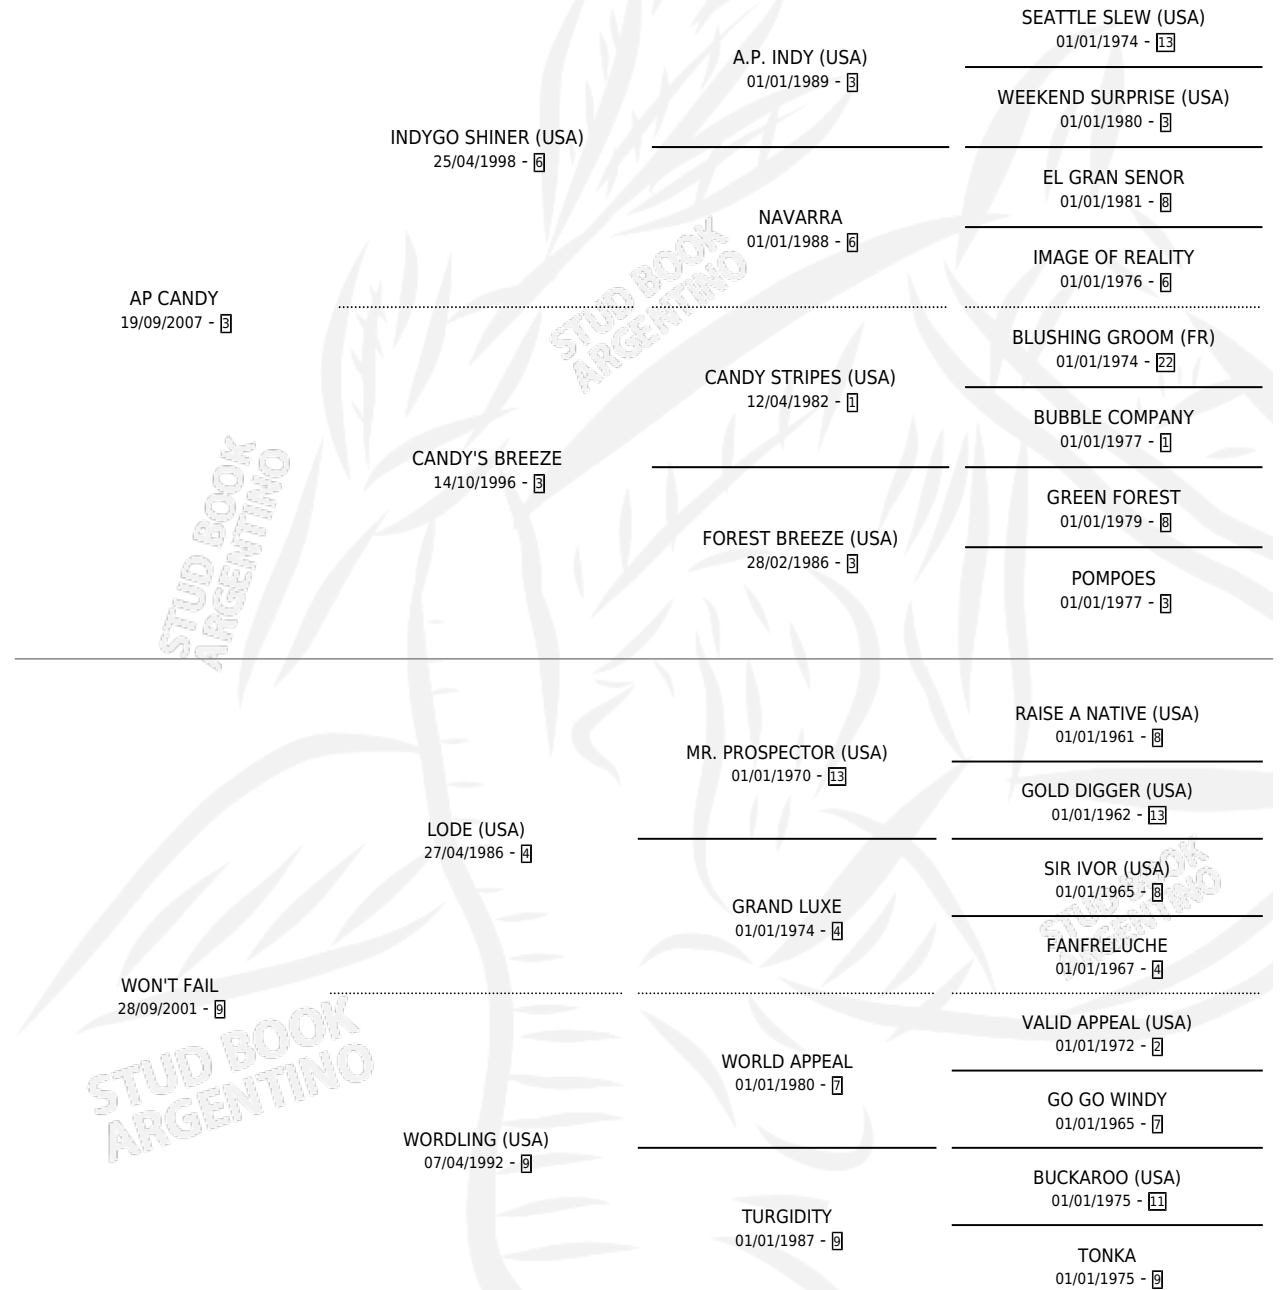 SEATTLE SLEW (USA)
01/01/1974 - 13
A.P. INDY (USA)
01/01/1989 - 3
WEEKEND SURPRISE (USA)
01/01/1980 - 3
INDYGO SHINER (USA)
25/04/1998 - 6
EL GRAN SENOR
01/01/1981 - 8
NAVARRA
01/01/1988 - 6
IMAGE OF REALITY
01/01/1976 - 6
AP CANDY
19/09/2007 - 3
BLUSHING GROOM (FR)
01/01/1974 - 22
CANDY STRIPES (USA)
12/04/1982 - 1
BUBBLE COMPANY
01/01/1977 - 1
CANDY'S BREEZE
14/10/1996 - 3
GREEN FOREST
01/01/1979 - 8
FOREST BREEZE (USA)
28/02/1986 - 3
POMPOES
01/01/1977 - 3
STUD BOOK
ARGENTINO
STUD BOOK
ARGENTINO
RAISE A NATIVE (USA)
01/01/1961 - 8
MR. PROSPECTOR (USA)
01/01/1970 - 13
GOLD DIGGER (USA)
01/01/1962 - 13
LODE (USA)
27/04/1986 - 4
SIR IVOR (USA)
01/01/1965 - 8
GRAND LUXE
01/01/1974 - 4
FANFRELUCHE
01/01/1967 - 4
STUD BOOK
ARGENTINO
WON'T FAIL
28/09/2001 - 9
VALID APPEAL (USA)
01/01/1972 - 2
WORLD APPEAL
01/01/1980 - 7
GO GO WINDY
01/01/1965 - 7
STUD BOOK
ARGENTINO
WORDLING (USA)
07/04/1992 - 9
BUCKAROO (USA)
01/01/1975 - 11
TURGIDITY
01/01/1987 - 9
TONKA
01/01/1975 - 9